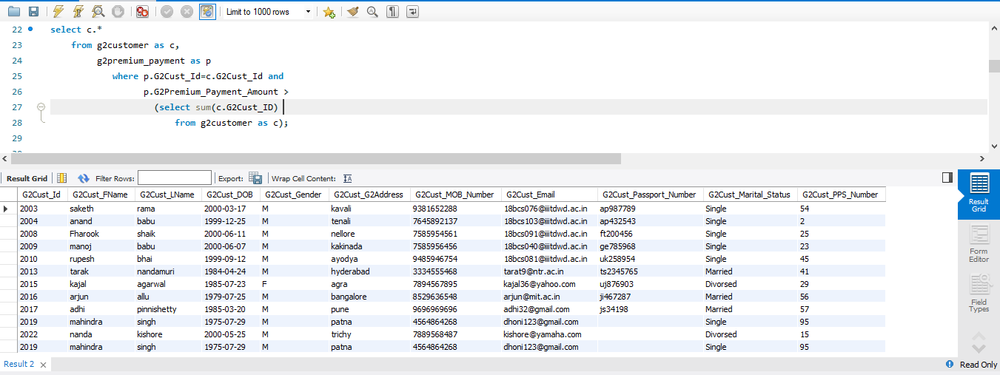 Limit to 1000 rows
22 select c.*
23 from g2customer as c,
24 g2premium_payment as p
25 where p.G2Cust_Id=c.G2Cust_Id and
26 p.G2Premium_Payment_Amount >
27 (select sum(c.G2Cust_ID)
28 from g2customer as c);
29
Result Grid Filter Rows: Export: Wrap Cell Content: IA
G2Cust_Id G2Cust_FName G2Cust_LName G2Cust_DOB G2Cust_Gender G2Cust_G2Address G2Cust_MOB_Number G2Cust_Email G2Cust_Passport_Number G2Cust_Marital_Status G2Cust_PPS_Number
2003 saketh rama 2000-03-17 M kavali 9381652288 18bcs076@iiitdwd.ac.in ap987789 Single 54
2004 anand babu 1999-12-25 M tenali 7645892137 18bcs103@iiitdwd.ac.in ap432543 Single 2
2008 Fharook shaik 2000-06-11 M nellore 7585954561 18bcs091@iiitdwd.ac.in ft200456 Single 25
2009 manoj babu 2000-06-07 M kakinada 7585956456 18bcs040@iiitdwd.ac.in ge785968 Single 23
2010 rupesh bhai 1999-09-12 M ayodya 9485946754 18bcs081@iiitdwd.ac.in uk258954 Single 45
2013 tarak nandamuri 1984-04-24 M hyderabad 3334555468 tarat9@ntr.ac.in ts2345765 Married 41
2015 kajal agarwal 1985-07-23 F agra 7894567895 kajal36@yahoo.com uj876903 Divorsed 29
2016 arjun allu 1979-07-25 M bangalore 8529636548 arjun@mit.ac.in ji467287 Married 56
2017 adhi pinnishetty 1985-03-20 M pune 9696969696 adhi32@gmail.com js34198 Married 57
2019 mahindra singh 1975-07-29 M patna 4564864268 dhoni123@gmail.com Single 95
2022 nanda kishore 2000-05-25 M trichy 7889568487 kishore@yamaha.com Divorsed 15
2019 mahindra singh 1975-07-29 M patna 4564864268 dhoni123@gmail.com Single 95
Result
Grid
Form
Editor
Field
Types
Result 2 Read Only